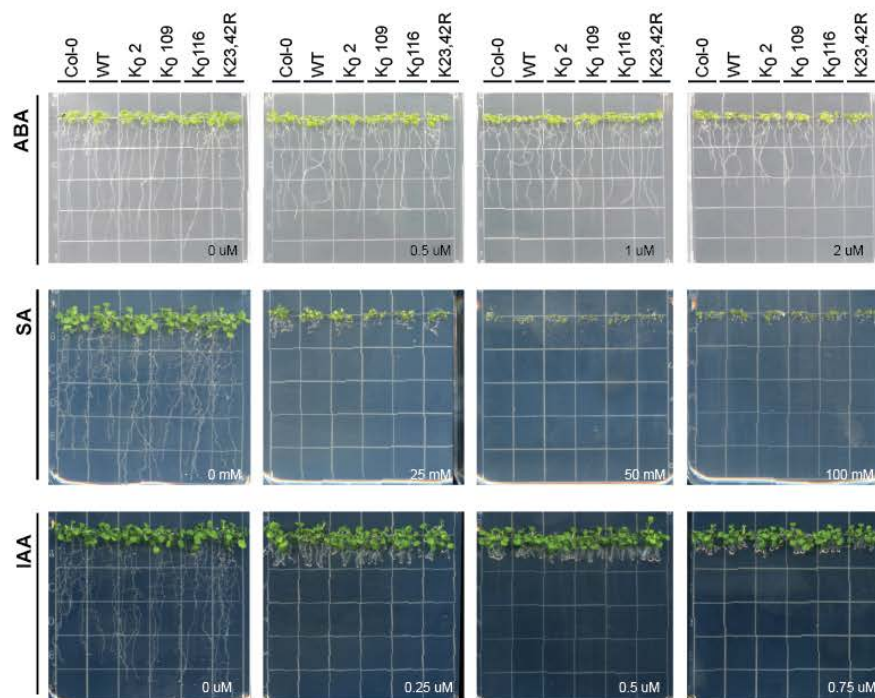 Col-0 WT K₀ 2 K₀ 109 K₀116 K23,42R Col-0 WT K₀ 2 K₀ 109 K₀116 K23,42R Col-0 WT K₀ 2 K₀ 109 K₀116 K23,42R Col-0 WT K₀ 2 K₀ 109 K₀116 K23,42R
ABA
0 uM 0.5 uM 1 uM 2 uM
SA
0 mM 25 mM 50 mM 100 mM
IAA
0 uM 0.25 uM 0.5 uM 0.75 uM